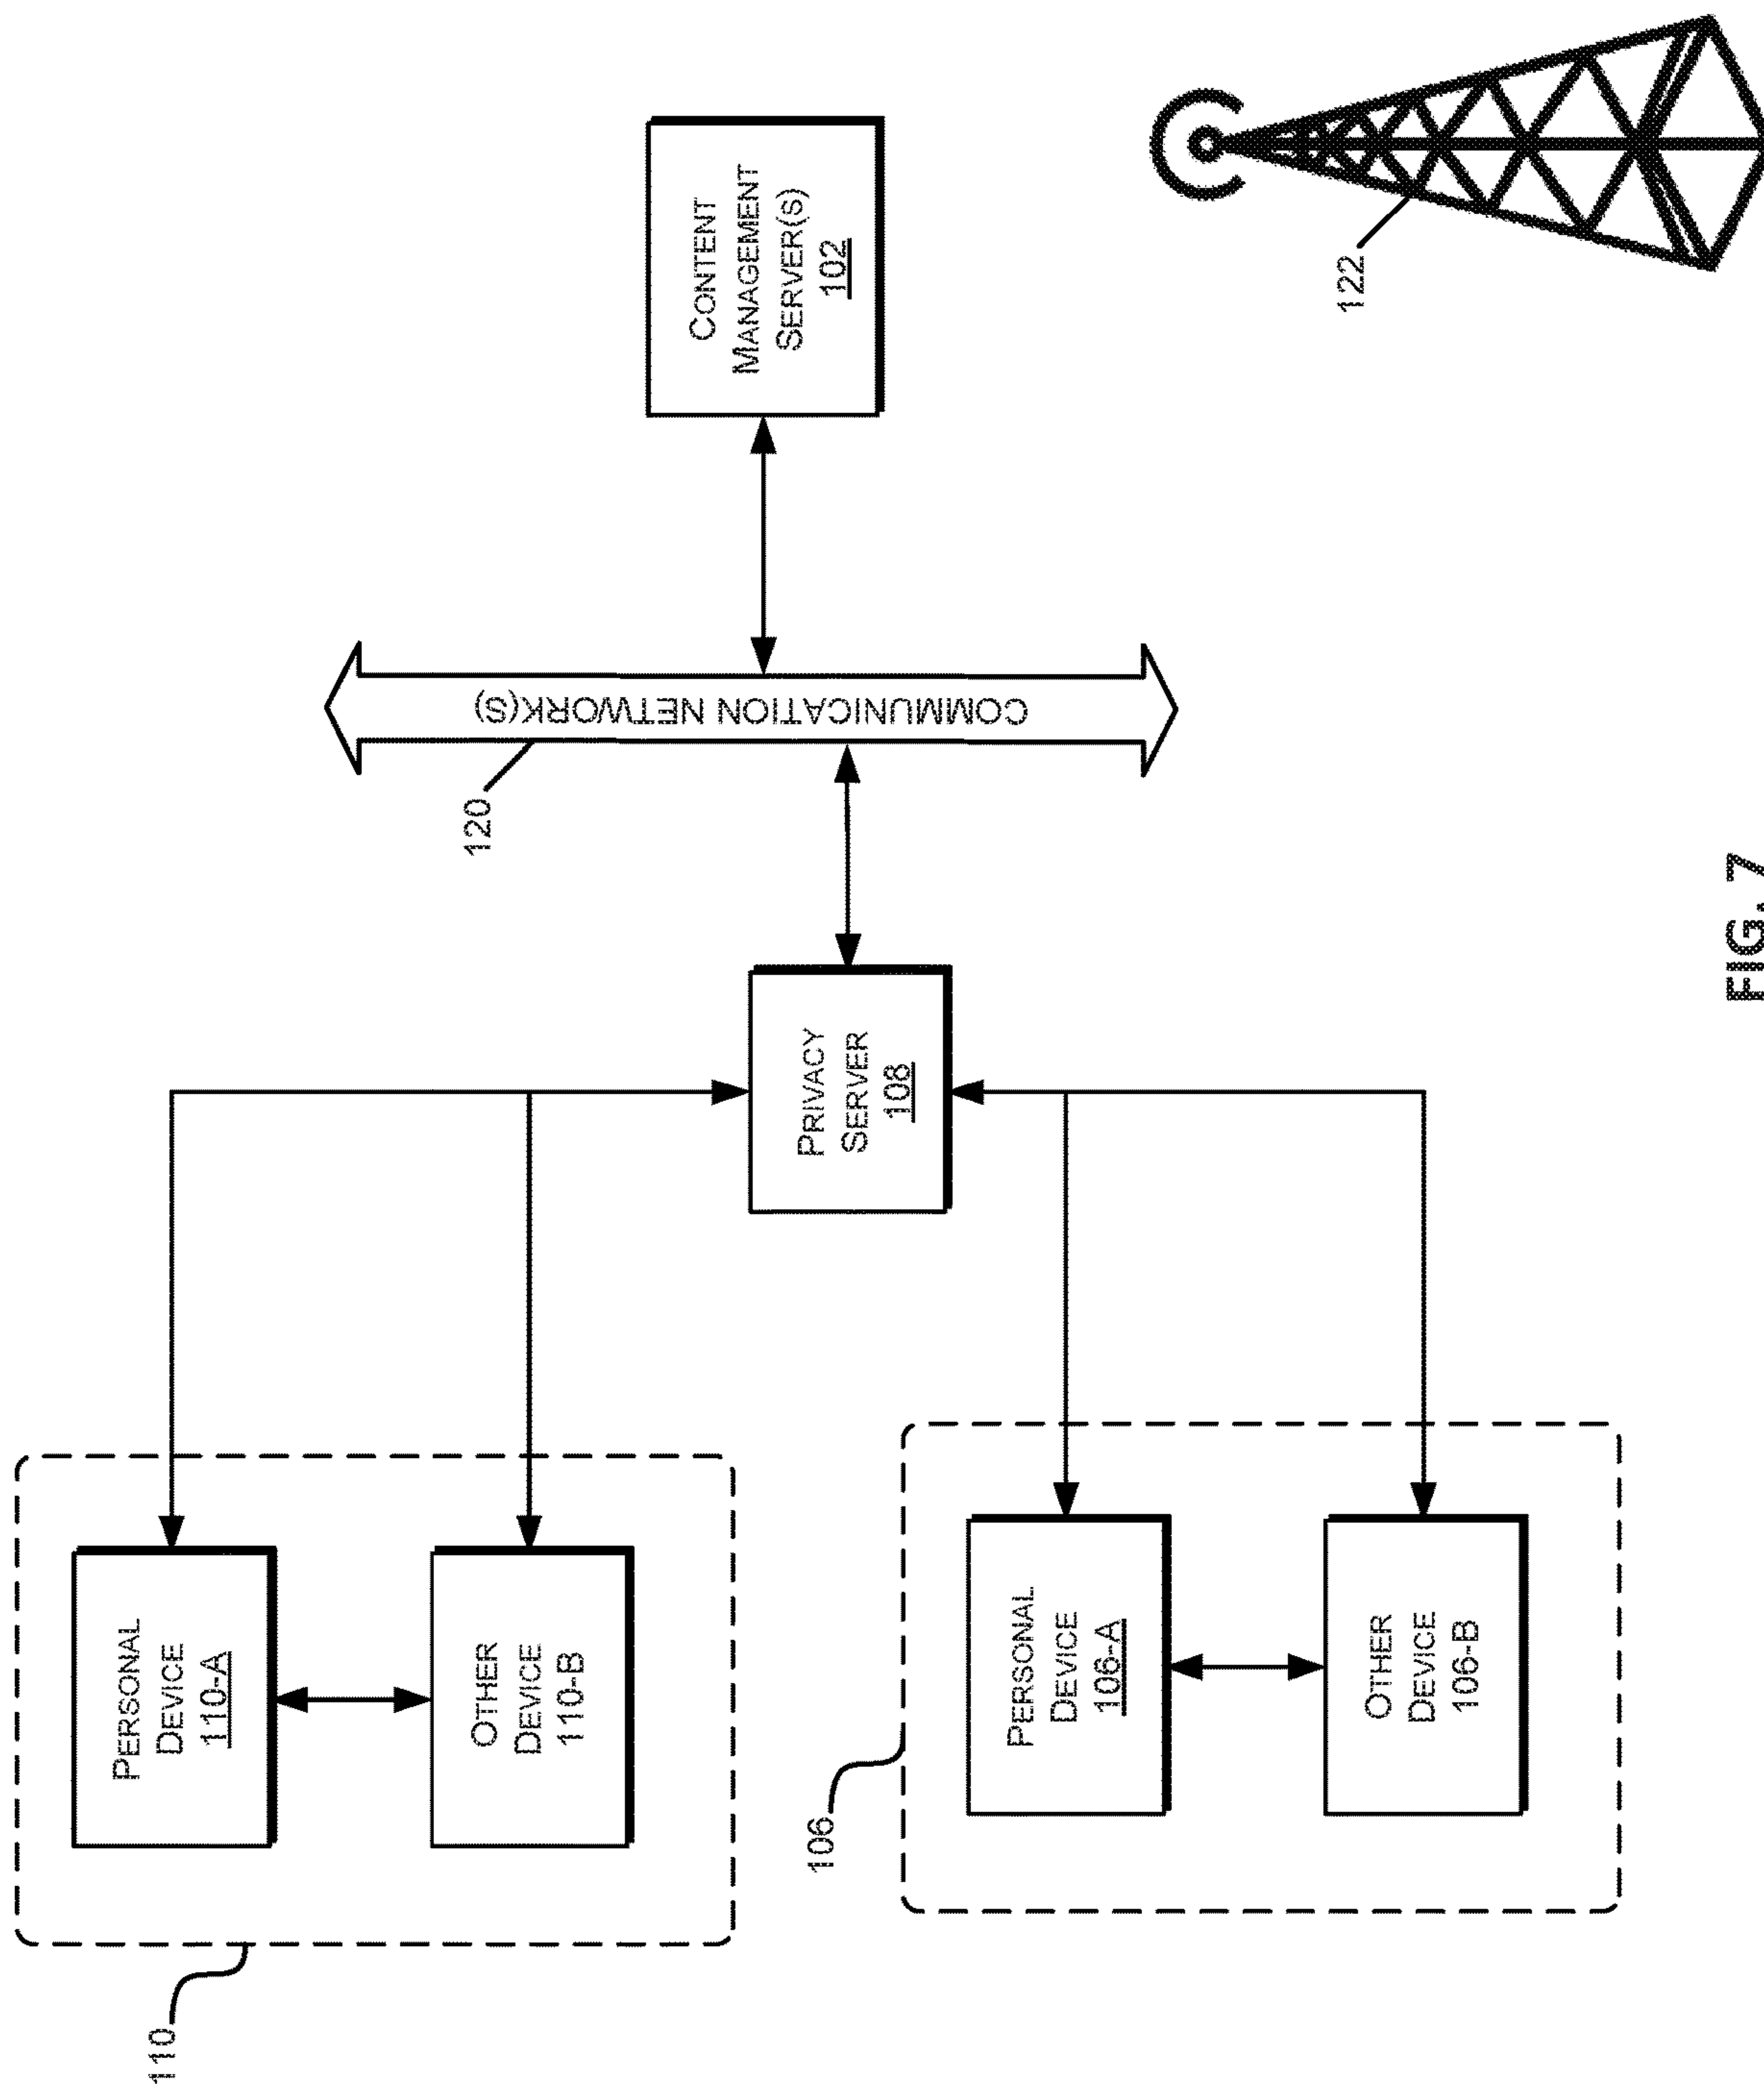 110
PERSONAL
DEVICE
110-A
OTHER
DEVICE
110-B
106
PERSONAL
DEVICE
106-A
OTHER
DEVICE
106-B
PRIVACY
SERVER
108
120
COMMUNICATION NETWORK(S)
CONTENT
MANAGEMENT
SERVER(S)
102
122
FIG. 7